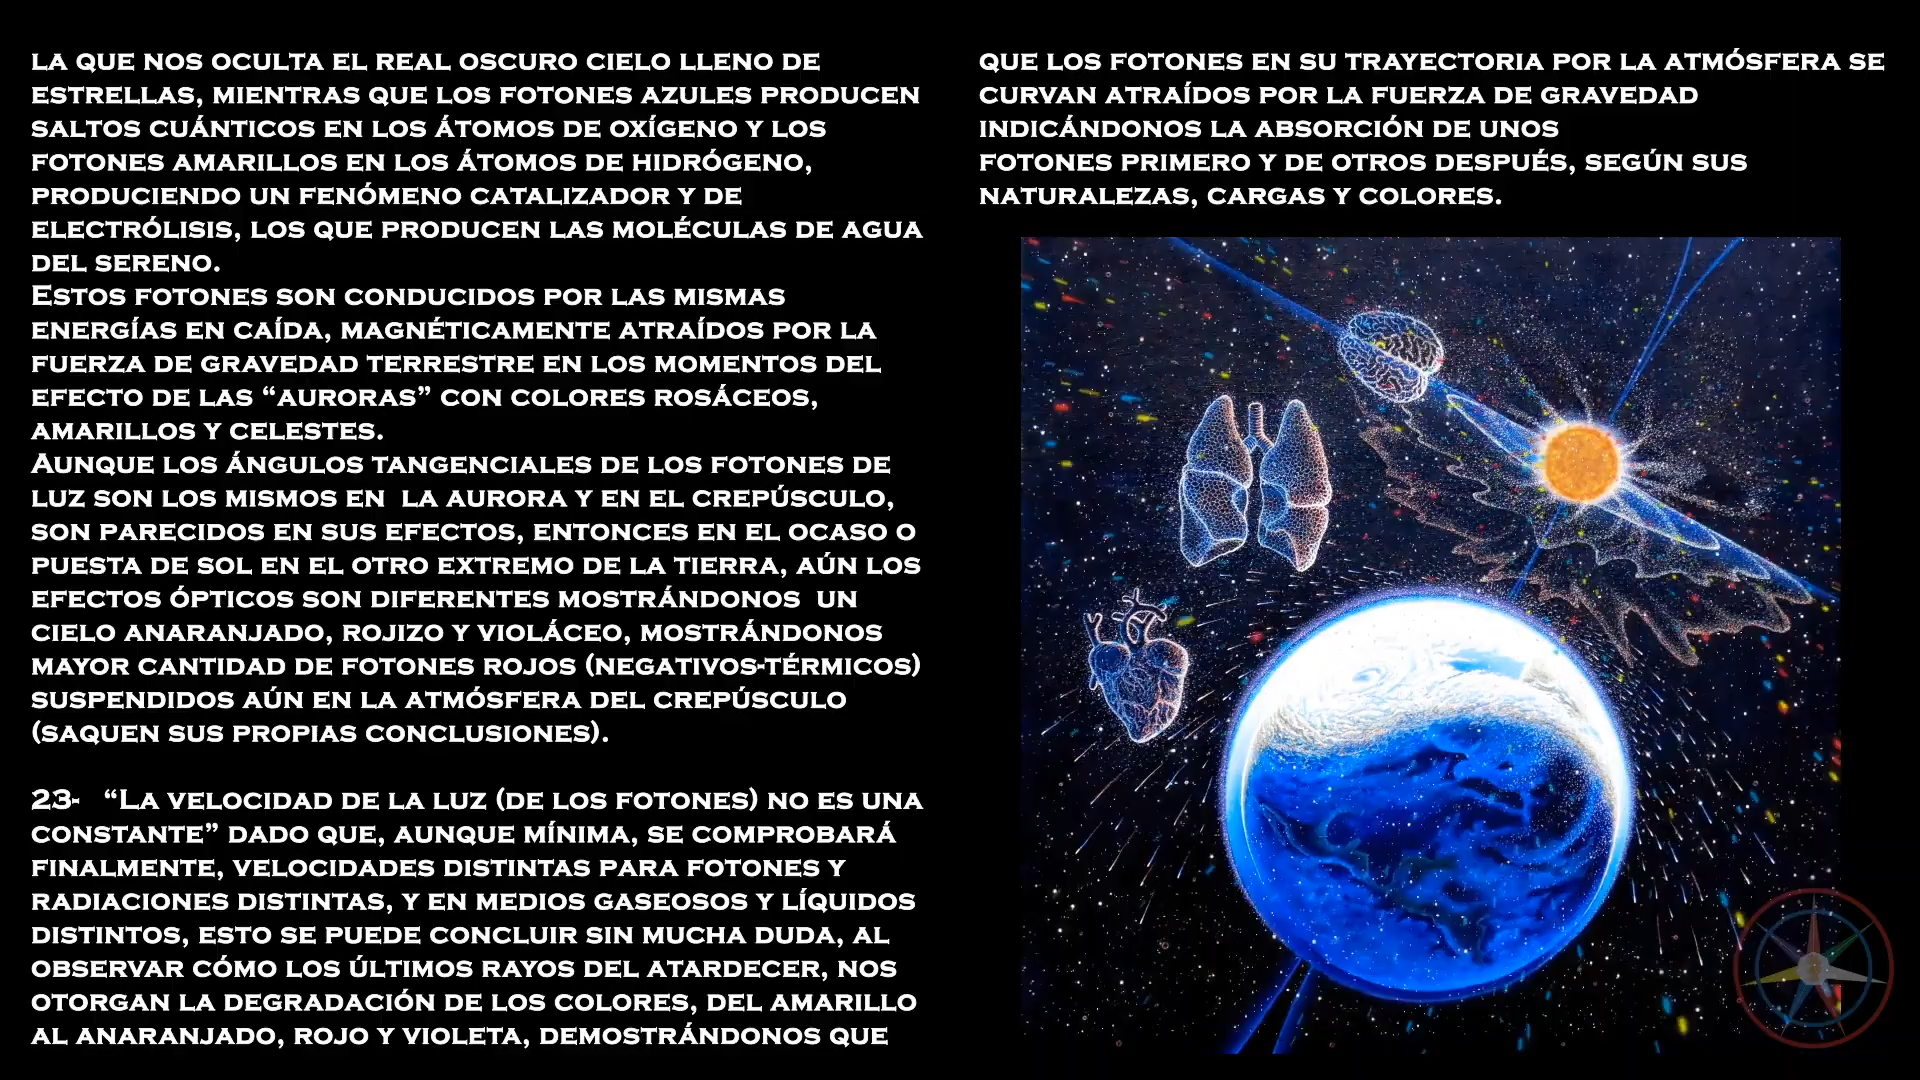 LA QUE NOS OCULTA EL REAL OSCURO CIELO LLENO DE
ESTRELLAS, MIENTRAS QUE LOS FOTONES AZULES PRODUCEN
SALTOS CUÁNTICOS EN LOS ÁTOMOS DE OXÍGENO Y LOS
FOTONES AMARILLOS EN LOS ÁTOMOS DE HIDRÓGENO,
PRODUCIENDO UN FENÓMENO CATALIZADOR Y DE
ELECTRÓLISIS, LOS QUE PRODUCEN LAS MOLÉCULAS DE AGUA
DEL SERENO.
ESTOS FOTONES SON CONDUCIDOS POR LAS MISMAS
ENERGÍAS EN CAÍDA, MAGNÉTICAMENTE ATRAÍDOS POR LA
FUERZA DE GRAVEDAD TERRESTRE EN LOS MOMENTOS DEL
EFECTO DE LAS “AURORAS” CON COLORES ROSÁCEOS,
AMARILLOS Y CELESTES.
AUNQUE LOS ÁNGULOS TANGENCIALES DE LOS FOTONES DE
LUZ SON LOS MISMOS EN LA AURORA Y EN EL CREPÚSCULO,
SON PARECIDOS EN SUS EFECTOS, ENTONCES EN EL OCASO O
PUESTA DE SOL EN EL OTRO EXTREMO DE LA TIERRA, AÚN LOS
EFECTOS ÓPTICOS SON DIFERENTES MOSTRÁNDONOS UN
CIELO ANARANJADO, ROJIZO Y VIOLÁCEO, MOSTRÁNDONOS
MAYOR CANTIDAD DE FOTONES ROJOS (NEGATIVOS-TÉRMICOS)
SUSPENDIDOS AÚN EN LA ATMÓSFERA DEL CREPÚSCULO
(SAQUEN SUS PROPIAS CONCLUSIONES).
23- “LA VELOCIDAD DE LA LUZ (DE LOS FOTONES) NO ES UNA
CONSTANTE” DADO QUE, AUNQUE MÍNIMA, SE COMPROBARÁ
FINALMENTE, VELOCIDADES DISTINTAS PARA FOTONES Y
RADIACIONES DISTINTAS, Y EN MEDIOS GASEOSOS Y LÍQUIDOS
DISTINTOS, ESTO SE PUEDE CONCLUIR SIN MUCHA DUDA, AL
OBSERVAR CÓMO LOS ÚLTIMOS RAYOS DEL ATARDECER, NOS
OTORGAN LA DEGRADACIÓN DE LOS COLORES, DEL AMARILLO
AL ANARANJADO, ROJO Y VIOLETA, DEMOSTRÁNDONOS QUE
QUE LOS FOTONES EN SU TRAYECTORIA POR LA ATMÓSFERA SE
CURVAN ATRAÍDOS POR LA FUERZA DE GRAVEDAD
INDICÁNDONOS LA ABSORCIÓN DE UNOS
FOTONES PRIMERO Y DE OTROS DESPUÉS, SEGÚN SUS
NATURALEZAS, CARGAS Y COLORES.